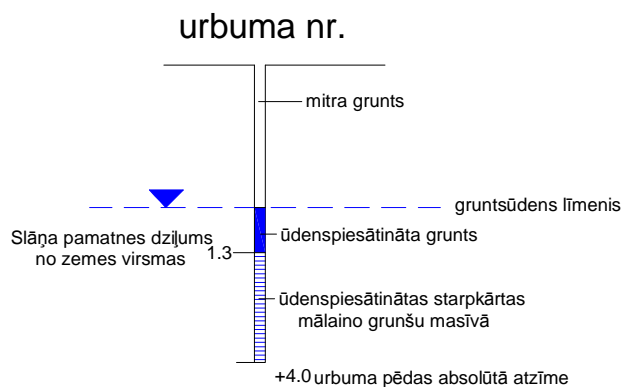 urbuma nr.
mitra grunts
gruntsūdens līmenis
ūdenspiesātināta grunts
Slāņa pamatnes dziļums
no zemes virsmas
1.3
ūdenspiesātinātas starpkārtas
mālaino grunšu masīvā
+4.0 urbuma pēdas absolūtā atzīme